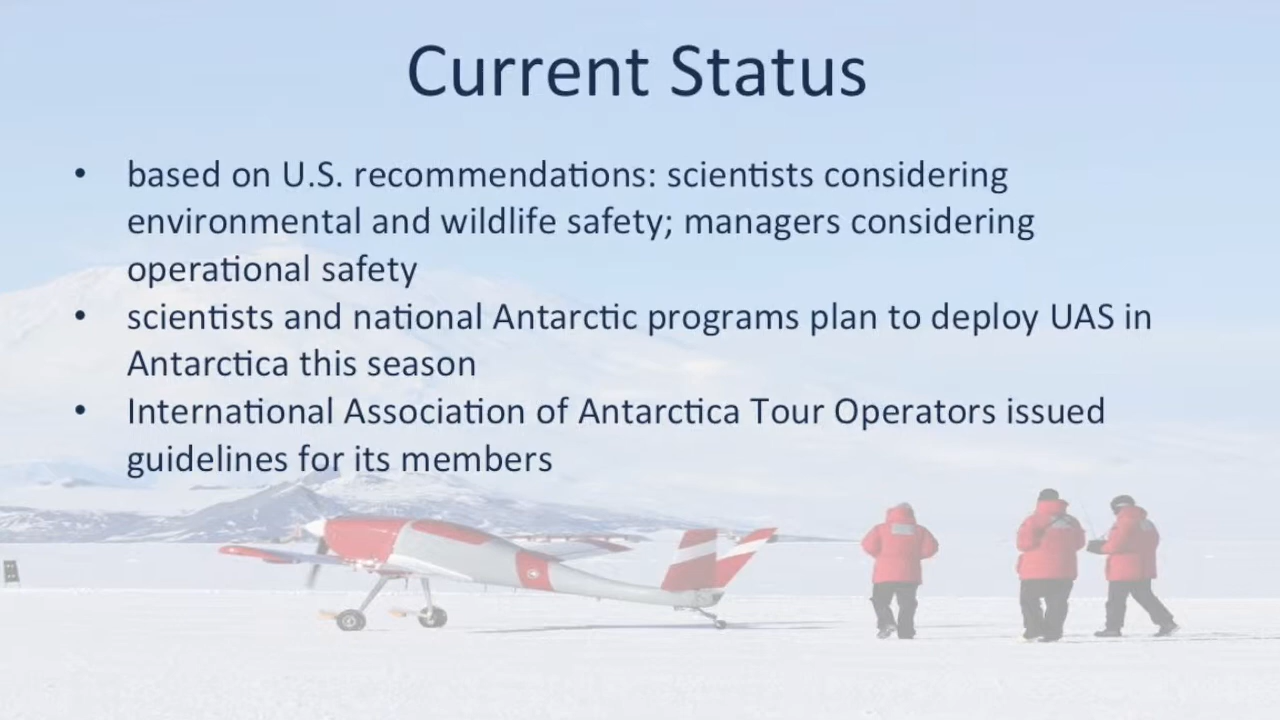 Current Status
• based on U.S. recommendations: scientists considering
environmental and wildlife safety; managers considering
operational safety
• scientists and national Antarctic programs plan to deploy UAS in
Antarctica this season
• International Association of Antarctica Tour Operators issued
guidelines for its members